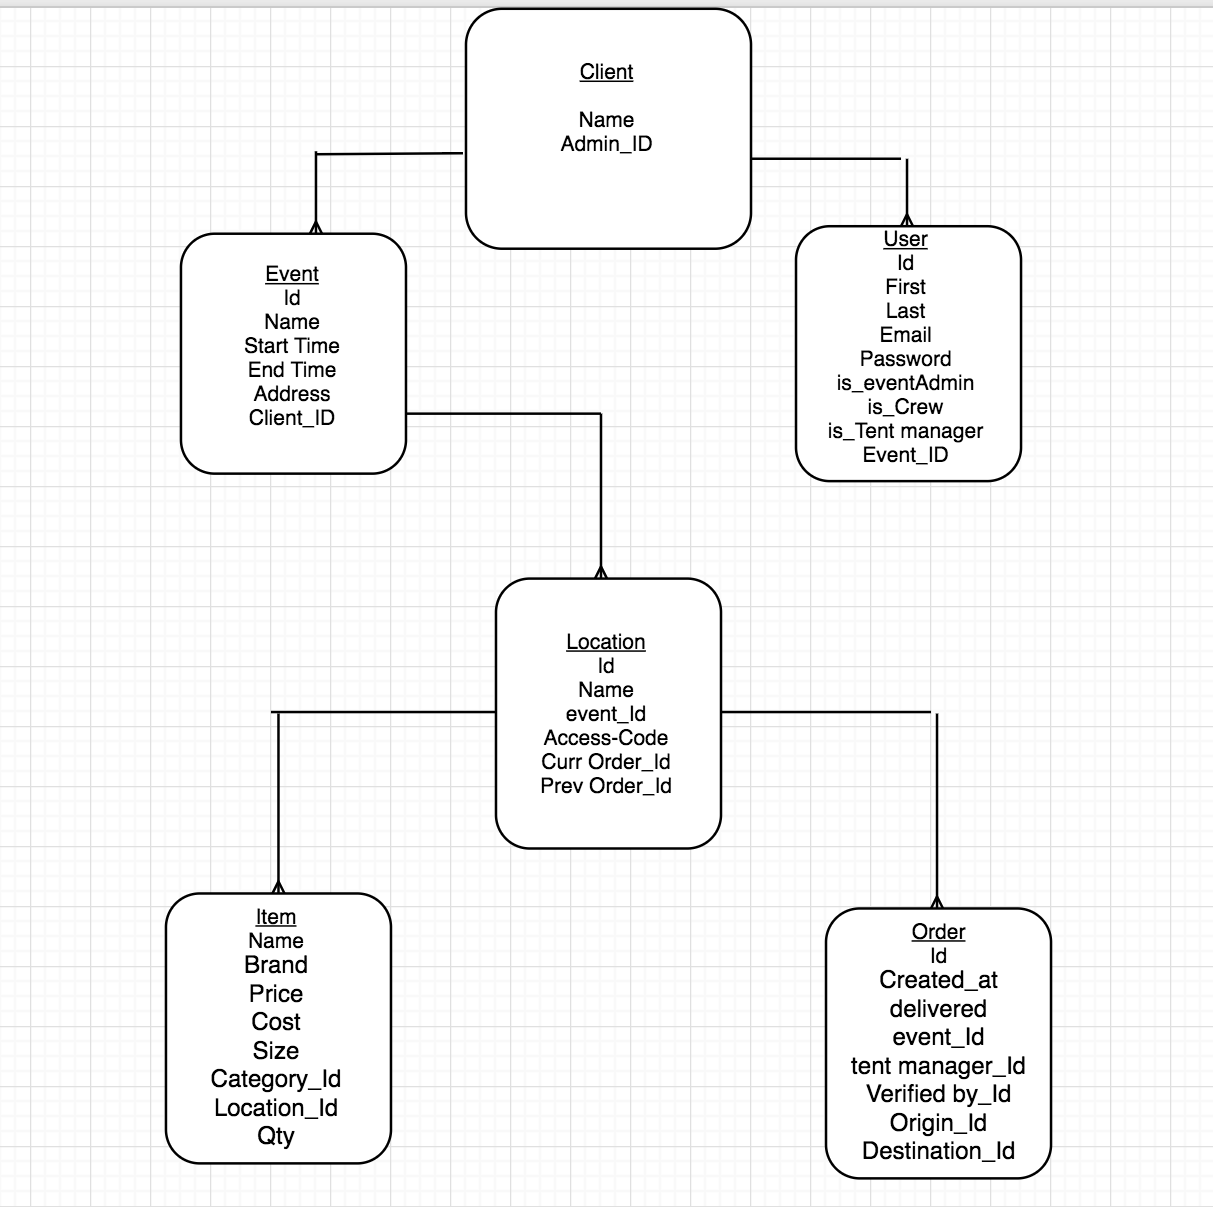 Client
Name
Admin_ID
Event
Id
Name
Start Time
End Time
Address
Client_ID
User
Id
First
Last
Email
Password
is_eventAdmin
is_Crew
is_Tent manager
Event_ID
Location
Id
Name
event_Id
Access-Code
Curr Order_Id
Prev Order_Id
Item
Name
Brand
Price
Cost
Size
Category_Id
Location_Id
Qty
Order
Id
Created_at
delivered
event_Id
tent manager_Id
Verified by_Id
Origin_Id
Destination_Id